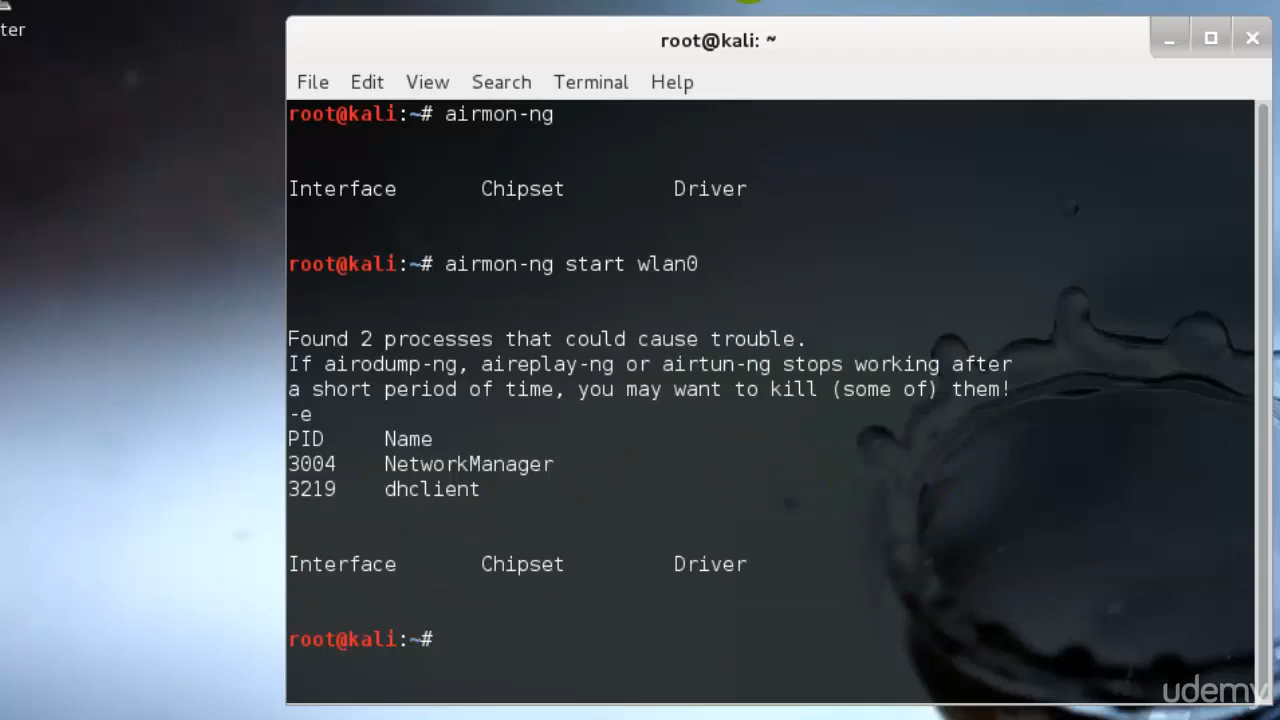 ter
root@kali: ~
File Edit View Search Terminal Help
root@kali:~# airmon-ng
Interface Chipset Driver
root@kali:~# airmon-ng start wlan0
Found 2 processes that could cause trouble.
If airodump-ng, aireplay-ng or airtun-ng stops working after
a short period of time, you may want to kill (some of) them!
-e
PID Name
3004 NetworkManager
3219 dhclient
Interface Chipset Driver
root@kali:~#
udemy